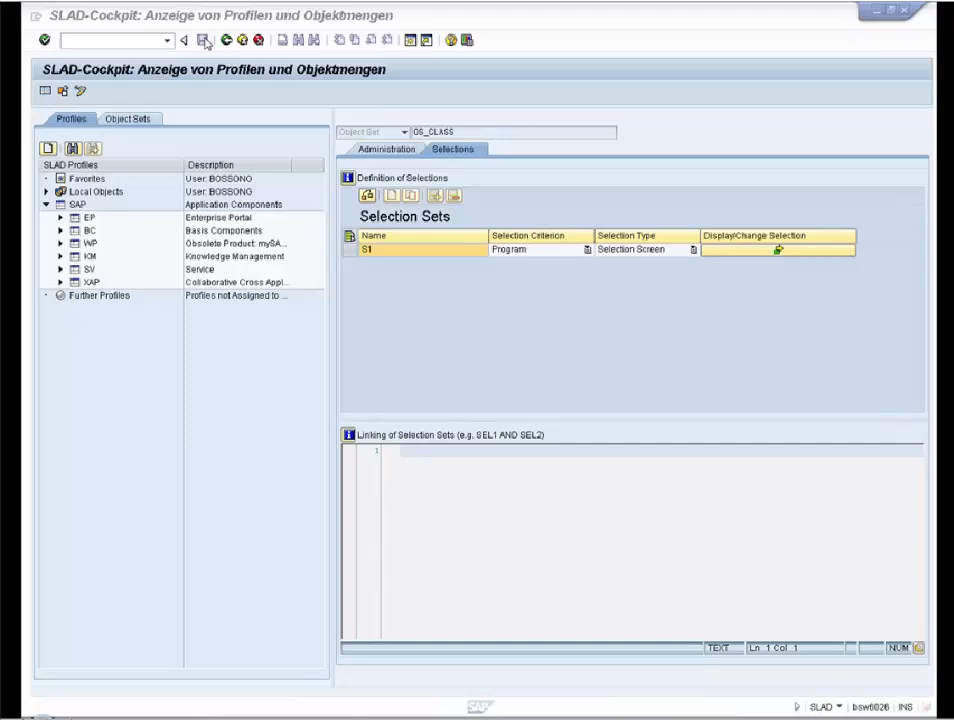 SLAD-Cockpit: Anzeige von Profilen und Objektmengen
SLAD-Cockpit: Anzeige von Profilen und Objektmengen
Profiles Object Sets
SLAD Profiles Description
Favorites User: BOSSONG
Local Objects User: BOSSONG
SAP Application Components
EP Enterprise Portal
BC Basis Components
WP Obsolete Product: mySA...
KM Knowledge Management
SV Service
XAP Collaborative Cross Appl...
Further Profiles Profiles not Assigned to ...
Object Set OS_CLASS
Administration Selections
Definition of Selections
Selection Sets
Name Selection Criterion Selection Type Display/Change Selection
S1 Program Selection Screen
Linking of Selection Sets (e.g. SEL1 AND SEL2)
1
TEXT Ln 1 Col 1 NUM
SAP
SLAD bsw6026 INS